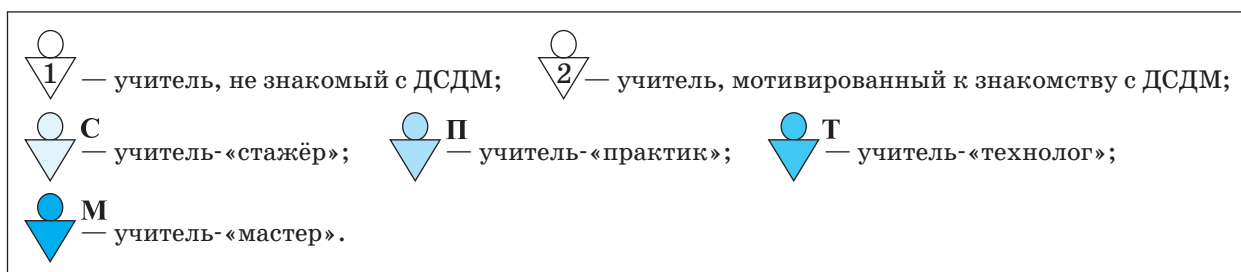 1 — учитель, не знакомый с ДСДМ; 2 — учитель, мотивированный к знакомству с ДСДМ;
С — учитель-«стажёр»; П — учитель-«практик»; Т — учитель-«технолог»;
М — учитель-«мастер».